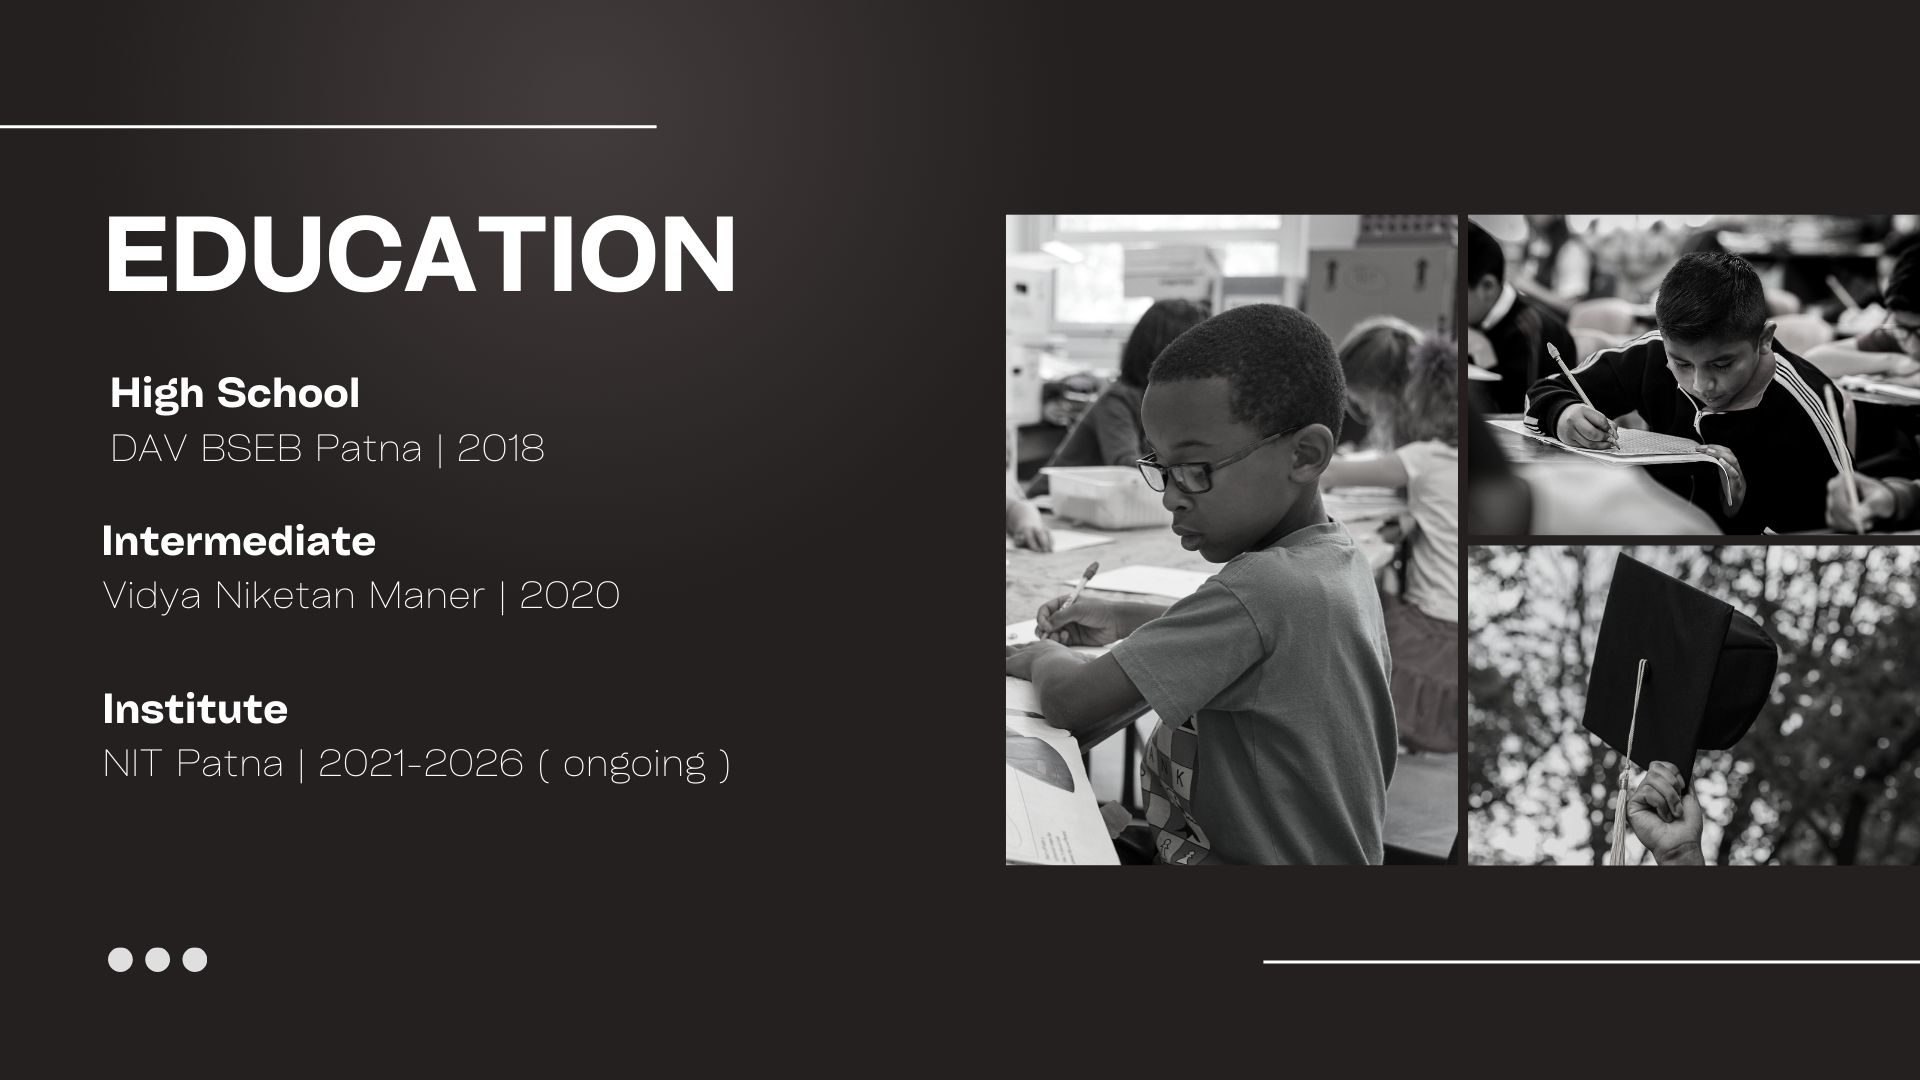 EDUCATION
High School
DAV BSEB Patna | 2018
Intermediate
Vidya Niketan Maner | 2020
Institute
NIT Patna | 2021-2026 ( ongoing )